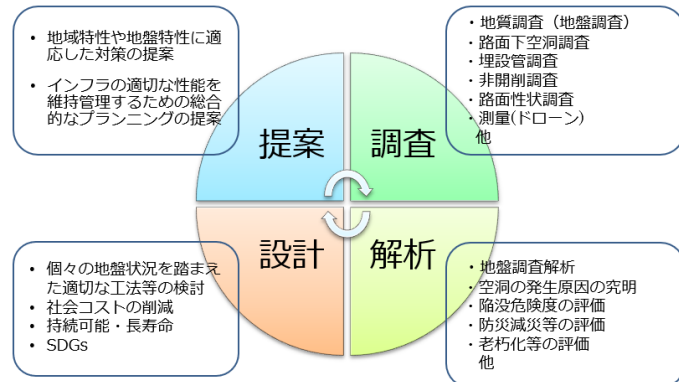 ・ 地域特性や地盤特性に適
応した対策の提案
・ インフラの適切な性能を
維持管理するための総合
的なプランニングの提案
・地質調査（地盤調査）
・路面下空洞調査
・埋設管調査
・非開削調査
・路面性状調査
・測量(ドローン)
他
提案
調査
設計
解析
・ 個々の地盤状況を踏まえ
た適切な工法等の検討
・ 社会コストの削減
・ 持続可能・長寿命
・ SDGs
・地盤調査解析
・空洞の発生原因の究明
・陥没危険度の評価
・防災減災等の評価
・老朽化等の評価
他